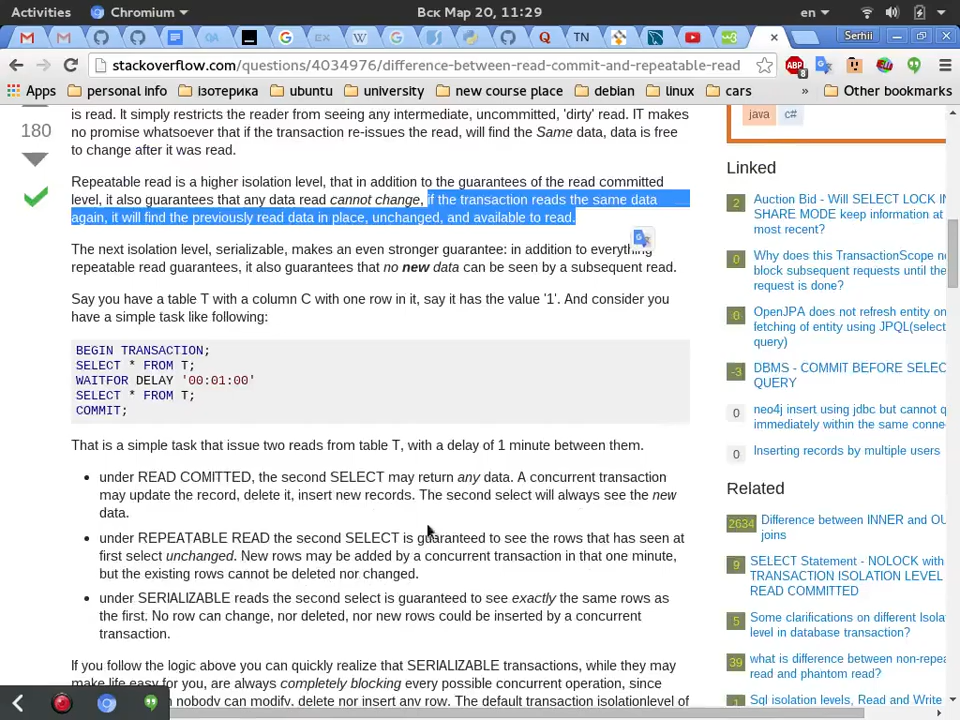 Activities
Chromium
Вск Мар 20, 11:29
en
QA
EX
W
Q
TN
Serhii
stackoverflow.com/questions/4034976/difference-between-read-commit-and-repeatable-read
ABP
8
Apps
personal info
ізотерика
ubuntu
university
new course place
debian
linux
cars
»
Other bookmarks
is read. It simply restricts the reader from seeing any intermediate, uncommitted, 'dirty' read. IT makes
180
no promise whatsoever that if the transaction re-issues the read, will find the Same data, data is free
to change after it was read.
Repeatable read is a higher isolation level, that in addition to the guarantees of the read committed
level, it also guarantees that any data read cannot change, if the transaction reads the same data
again, it will find the previously read data in place, unchanged, and available to read.
The next isolation level, serializable, makes an even stronger guarantee: in addition to everything
repeatable read guarantees, it also guarantees that no new data can be seen by a subsequent read.
Say you have a table T with a column C with one row in it, say it has the value '1'. And consider you
have a simple task like following:
BEGIN TRANSACTION;
SELECT * FROM T;
WAITFOR DELAY '00:01:00'
SELECT * FROM T;
COMMIT;
That is a simple task that issue two reads from table T, with a delay of 1 minute between them.
• under READ COMITTED, the second SELECT may return any data. A concurrent transaction
may update the record, delete it, insert new records. The second select will always see the new
data.
• under REPEATABLE READ the second SELECT is guaranteed to see the rows that has seen at
first select unchanged. New rows may be added by a concurrent transaction in that one minute,
but the existing rows cannot be deleted nor changed.
• under SERIALIZABLE reads the second select is guaranteed to see exactly the same rows as
the first. No row can change, nor deleted, nor new rows could be inserted by a concurrent
transaction.
If you follow the logic above you can quickly realize that SERIALIZABLE transactions, while they may
make life easy for you, are always completely blocking every possible concurrent operation, since
nobody can modify, delete nor insert any row. The default transaction isolationlevel of
java
c#
Linked
2
Auction Bid - Will SELECT LOCK I
SHARE MODE keep information at
most recent?
0
Why does this TransactionScope n
block subsequent requests until the
request is done?
0
OpenJPA does not refresh entity on
fetching of entity using JPQL(select
query)
-3
DBMS - COMMIT BEFORE SELEC
QUERY
0
neo4j insert using jdbc but cannot q
immediately within the same conne
0
Inserting records by multiple users
Related
2634
Difference between INNER and OU
joins
9
SELECT Statement - NOLOCK with
TRANSACTION ISOLATION LEVEL
READ COMMITTED
5
Some clarifications on different Isola
level in database transaction?
39
what is difference between non-repea
read and phantom read?
1
Sql isolation levels, Read and Write